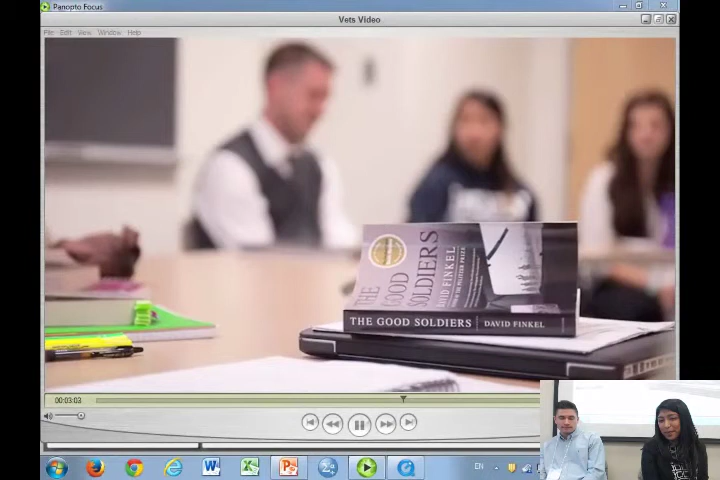 Panopto Focus
Vets Video
File Edit View Window Help
THE
GOOD
SOLDIERS
DAVID FINKEL
THE GOOD SOLDIERS DAVID FINKEL
00:03:03
EN